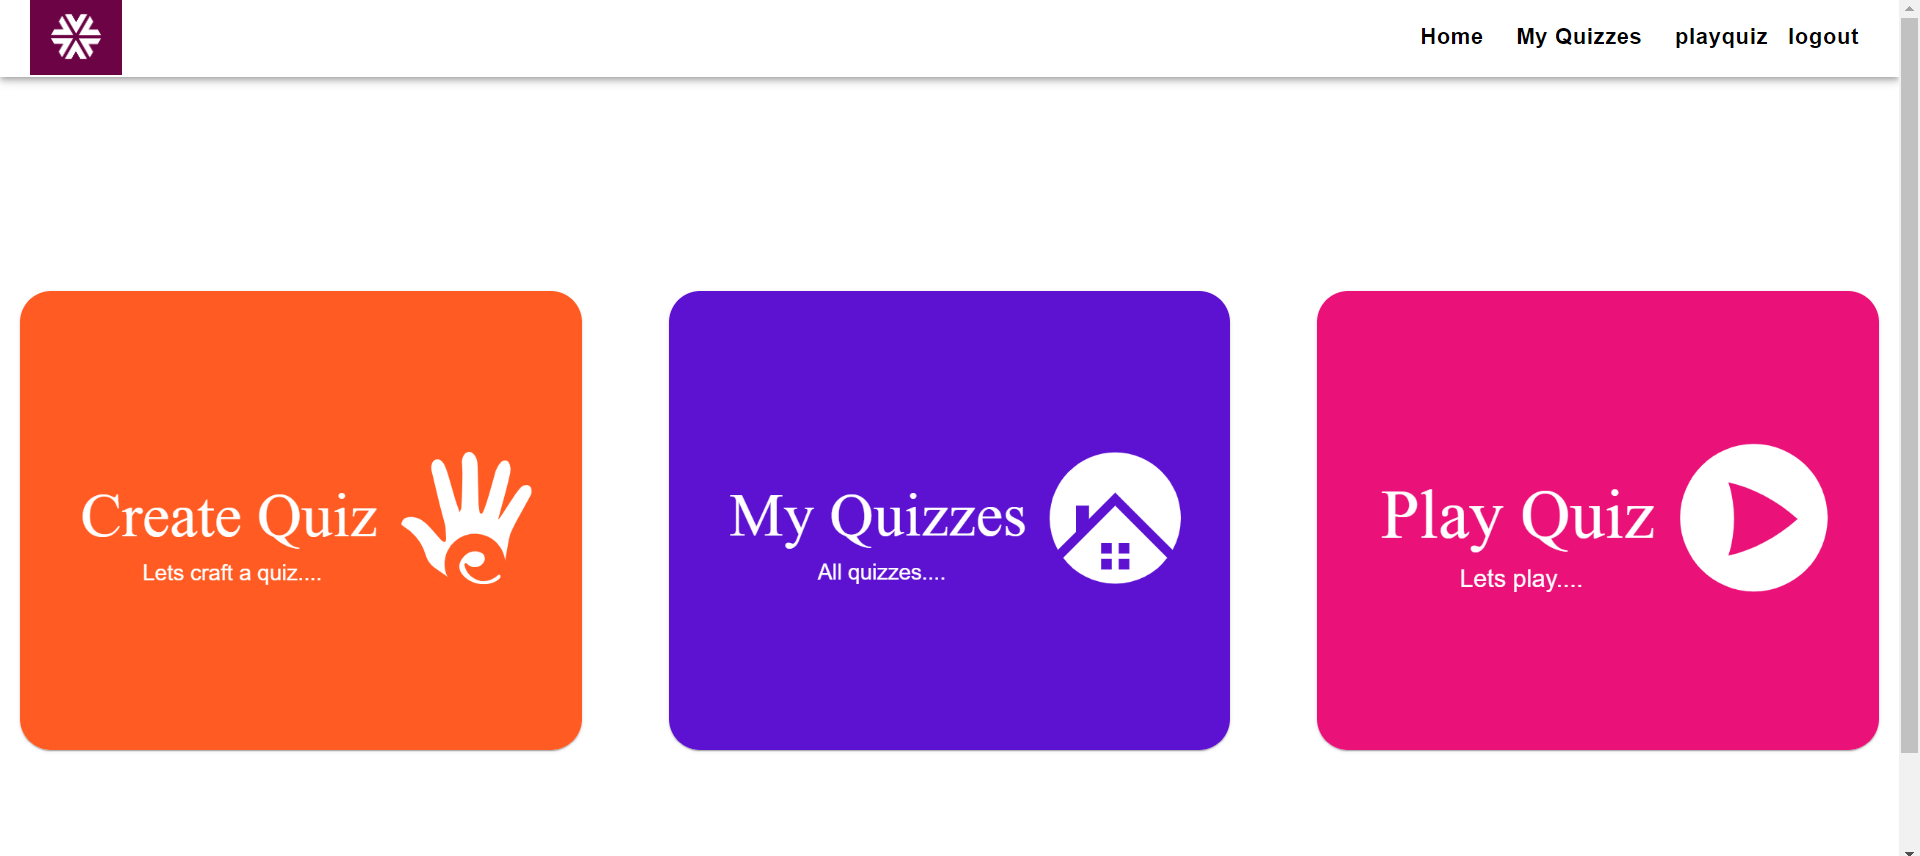 Home My Quizzes playquiz logout
Create Quiz
Lets craft a quiz....
My Quizzes
All quizzes....
Play Quiz
Lets play....